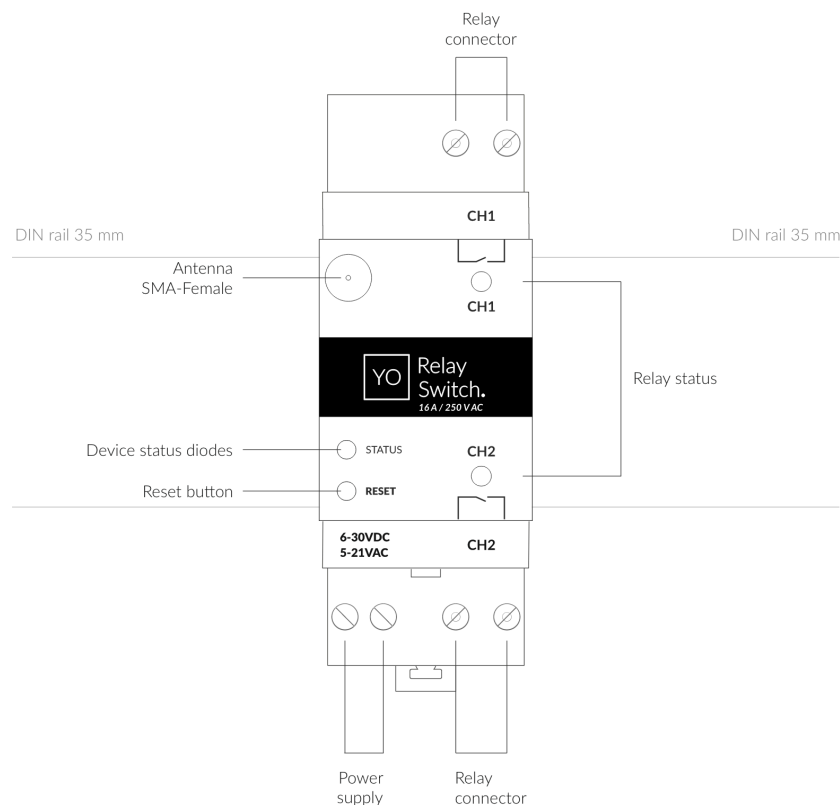 Relay
connector
CH1
DIN rail 35 mm
DIN rail 35 mm
Antenna
SMA-Female
CH1
YO
Relay
Switch.
16 A / 250 V AC
Relay status
Device status diodes
STATUS
CH2
Reset button
RESET
6-30VDC
5-21VAC
CH2
Power
supply
Relay
connector